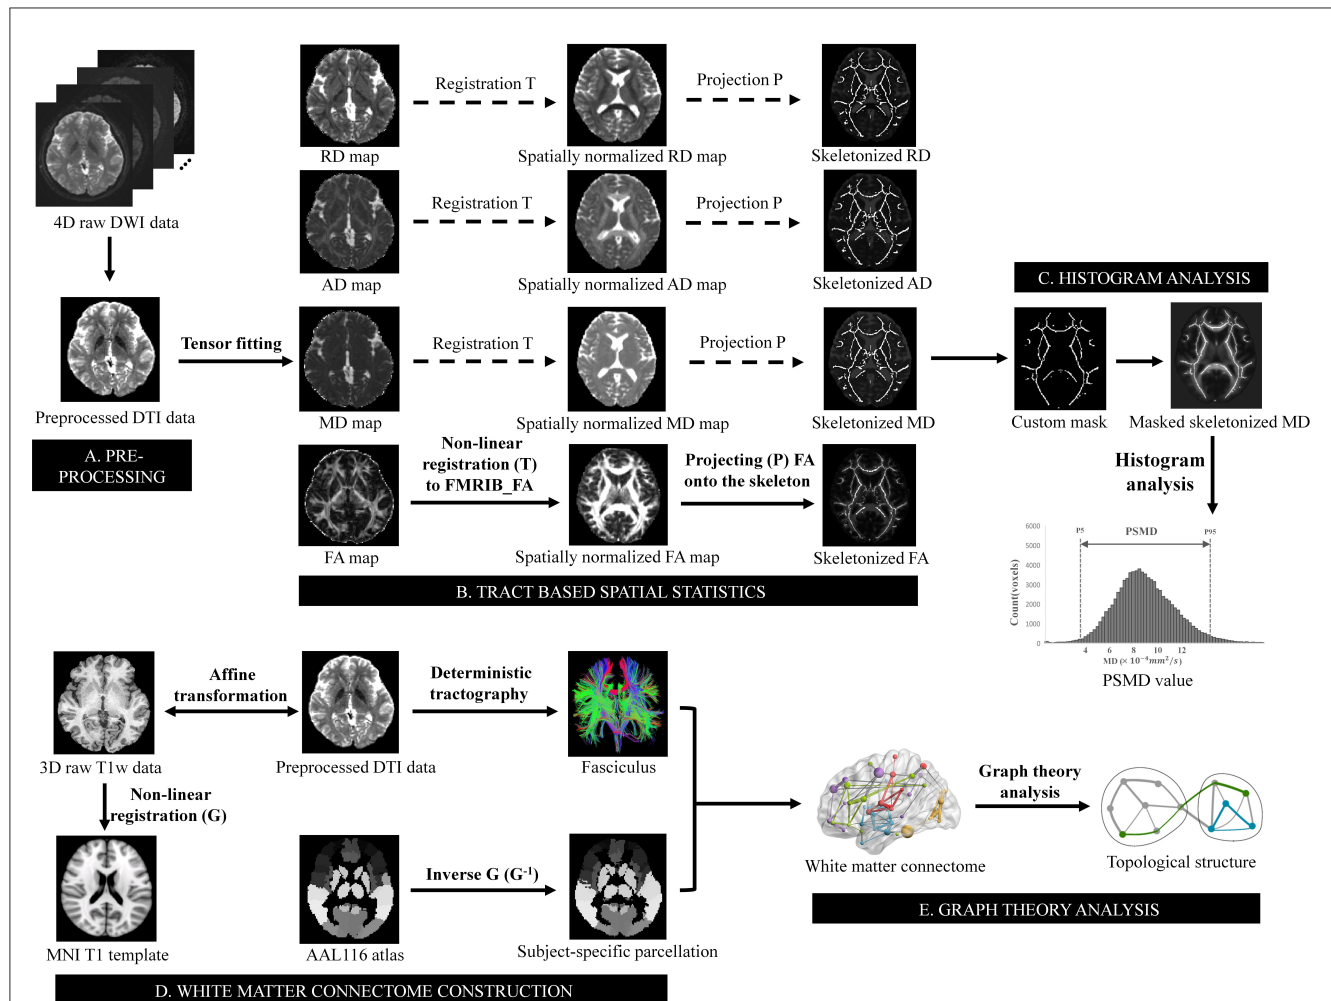 4D raw DWI data
Preprocessed DTI data
A. PRE-
PROCESSING
Tensor fitting
RD map
Registration T
Spatially normalized RD map
Projection P
Skeletonized RD
AD map
Registration T
Spatially normalized AD map
Projection P
Skeletonized AD
MD map
Registration T
Spatially normalized MD map
Projection P
Skeletonized MD
FA map
Non-linear
registration (T)
to FMRIB_FA
Spatially normalized FA map
Projecting (P) FA
onto the skeleton
Skeletonized FA
B. TRACT BASED SPATIAL STATISTICS
C. HISTOGRAM ANALYSIS
Custom mask
Masked skeletonized MD
Histogram
analysis
P5
PSMD
P95
Count(voxels)
6000
5000
4000
3000
2000
1000
0
4 6 8 10 12
MD (× 10⁻⁴mm²/s)
PSMD value
3D raw T1w data
Affine
transformation
Preprocessed DTI data
Deterministic
tractography
Fasciculus
Non-linear
registration (G)
MNI T1 template
AAL116 atlas
Inverse G (G⁻¹)
Subject-specific parcellation
D. WHITE MATTER CONNECTOME CONSTRUCTION
White matter connectome
Graph theory
analysis
Topological structure
E. GRAPH THEORY ANALYSIS